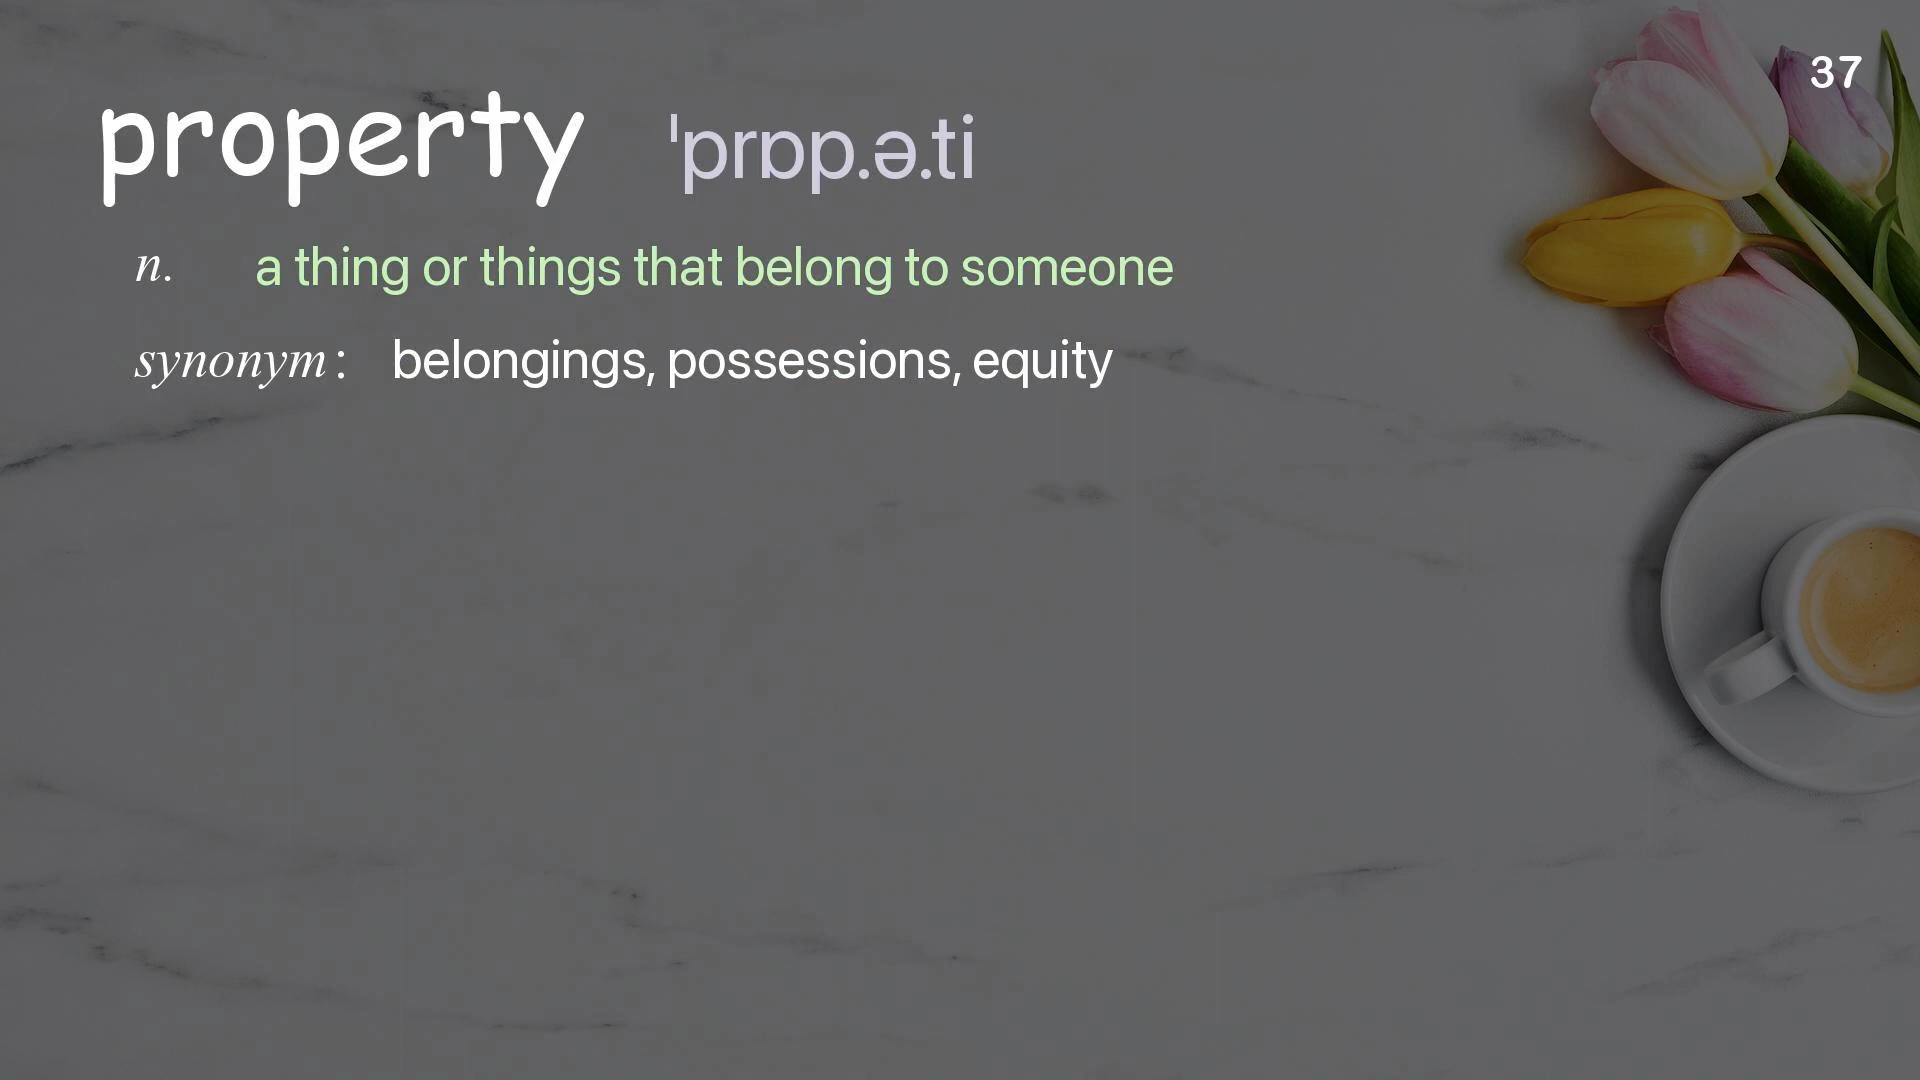 37
property ˈprɒp.ə.ti
n. a thing or things that belong to someone
synonym: belongings, possessions, equity